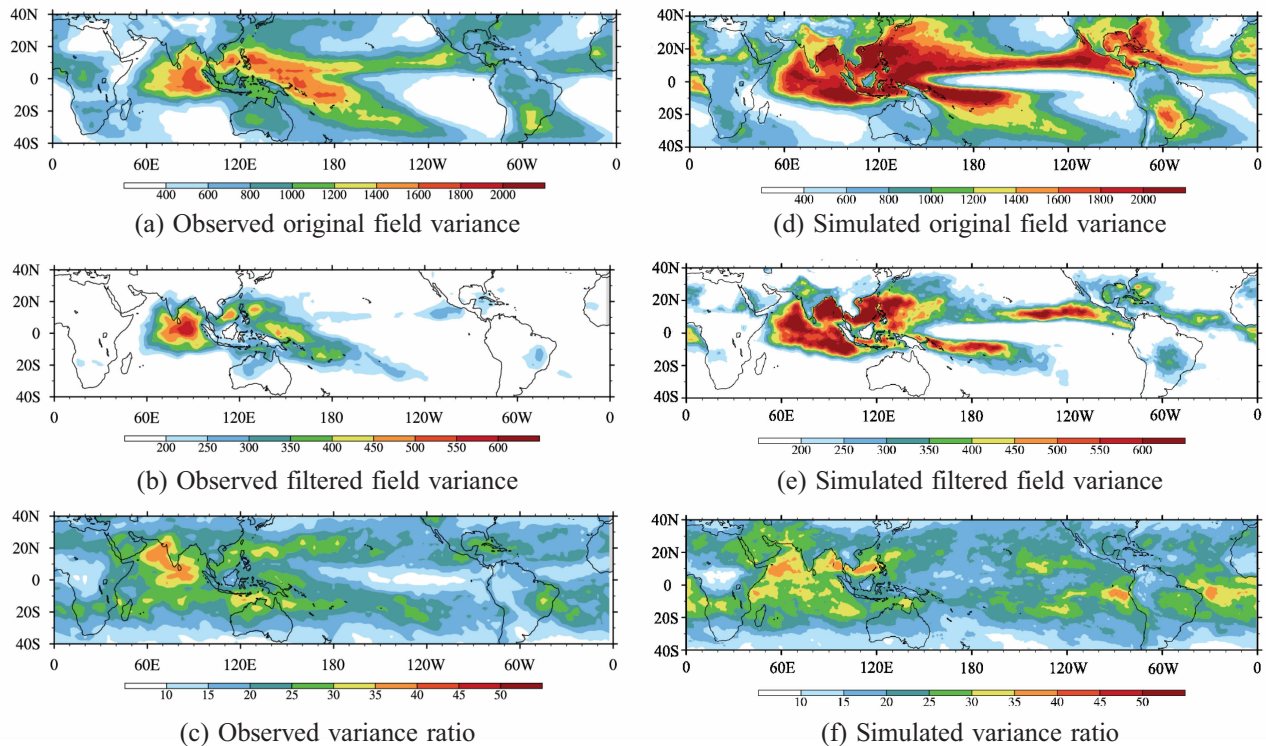 40N
20N
0
20S
40S
0 60E 120E 180 120W 60W 0
400 600 800 1000 1200 1400 1600 1800 2000
(a) Observed original field variance
40N
20N
0
20S
40S
0 60E 120E 180 120W 60W 0
200 250 300 350 400 450 500 550 600
(b) Observed filtered field variance
40N
20N
0
20S
40S
0 60E 120E 180 120W 60W 0
10 15 20 25 30 35 40 45 50
(c) Observed variance ratio
40N
20N
0
20S
40S
60E 120E 180 120W 60W 0
400 600 800 1000 1200 1400 1600 1800 2000
(d) Simulated original field variance
40N
20N
0
20S
40S
60E 120E 180 120W 60W 0
200 250 300 350 400 450 500 550 600
(e) Simulated filtered field variance
40N
20N
0
20S
40S
60E 120E 180 120W 60W 0
10 15 20 25 30 35 40 45 50
(f) Simulated variance ratio